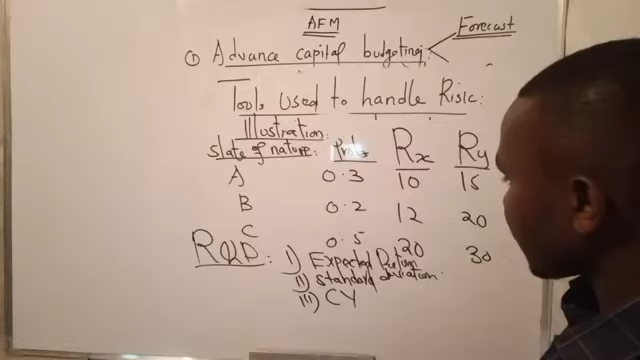 AFM
Forecast
① Advance capital budgeting
Tools Used to handle Risk:
Illustration:
State of nature: Rx Ry
A 0.3 10 15
B 0.2 12 20
C 0.5 20 30
RQD: i) Expected Return
ii) Standard deviation
iii) CV